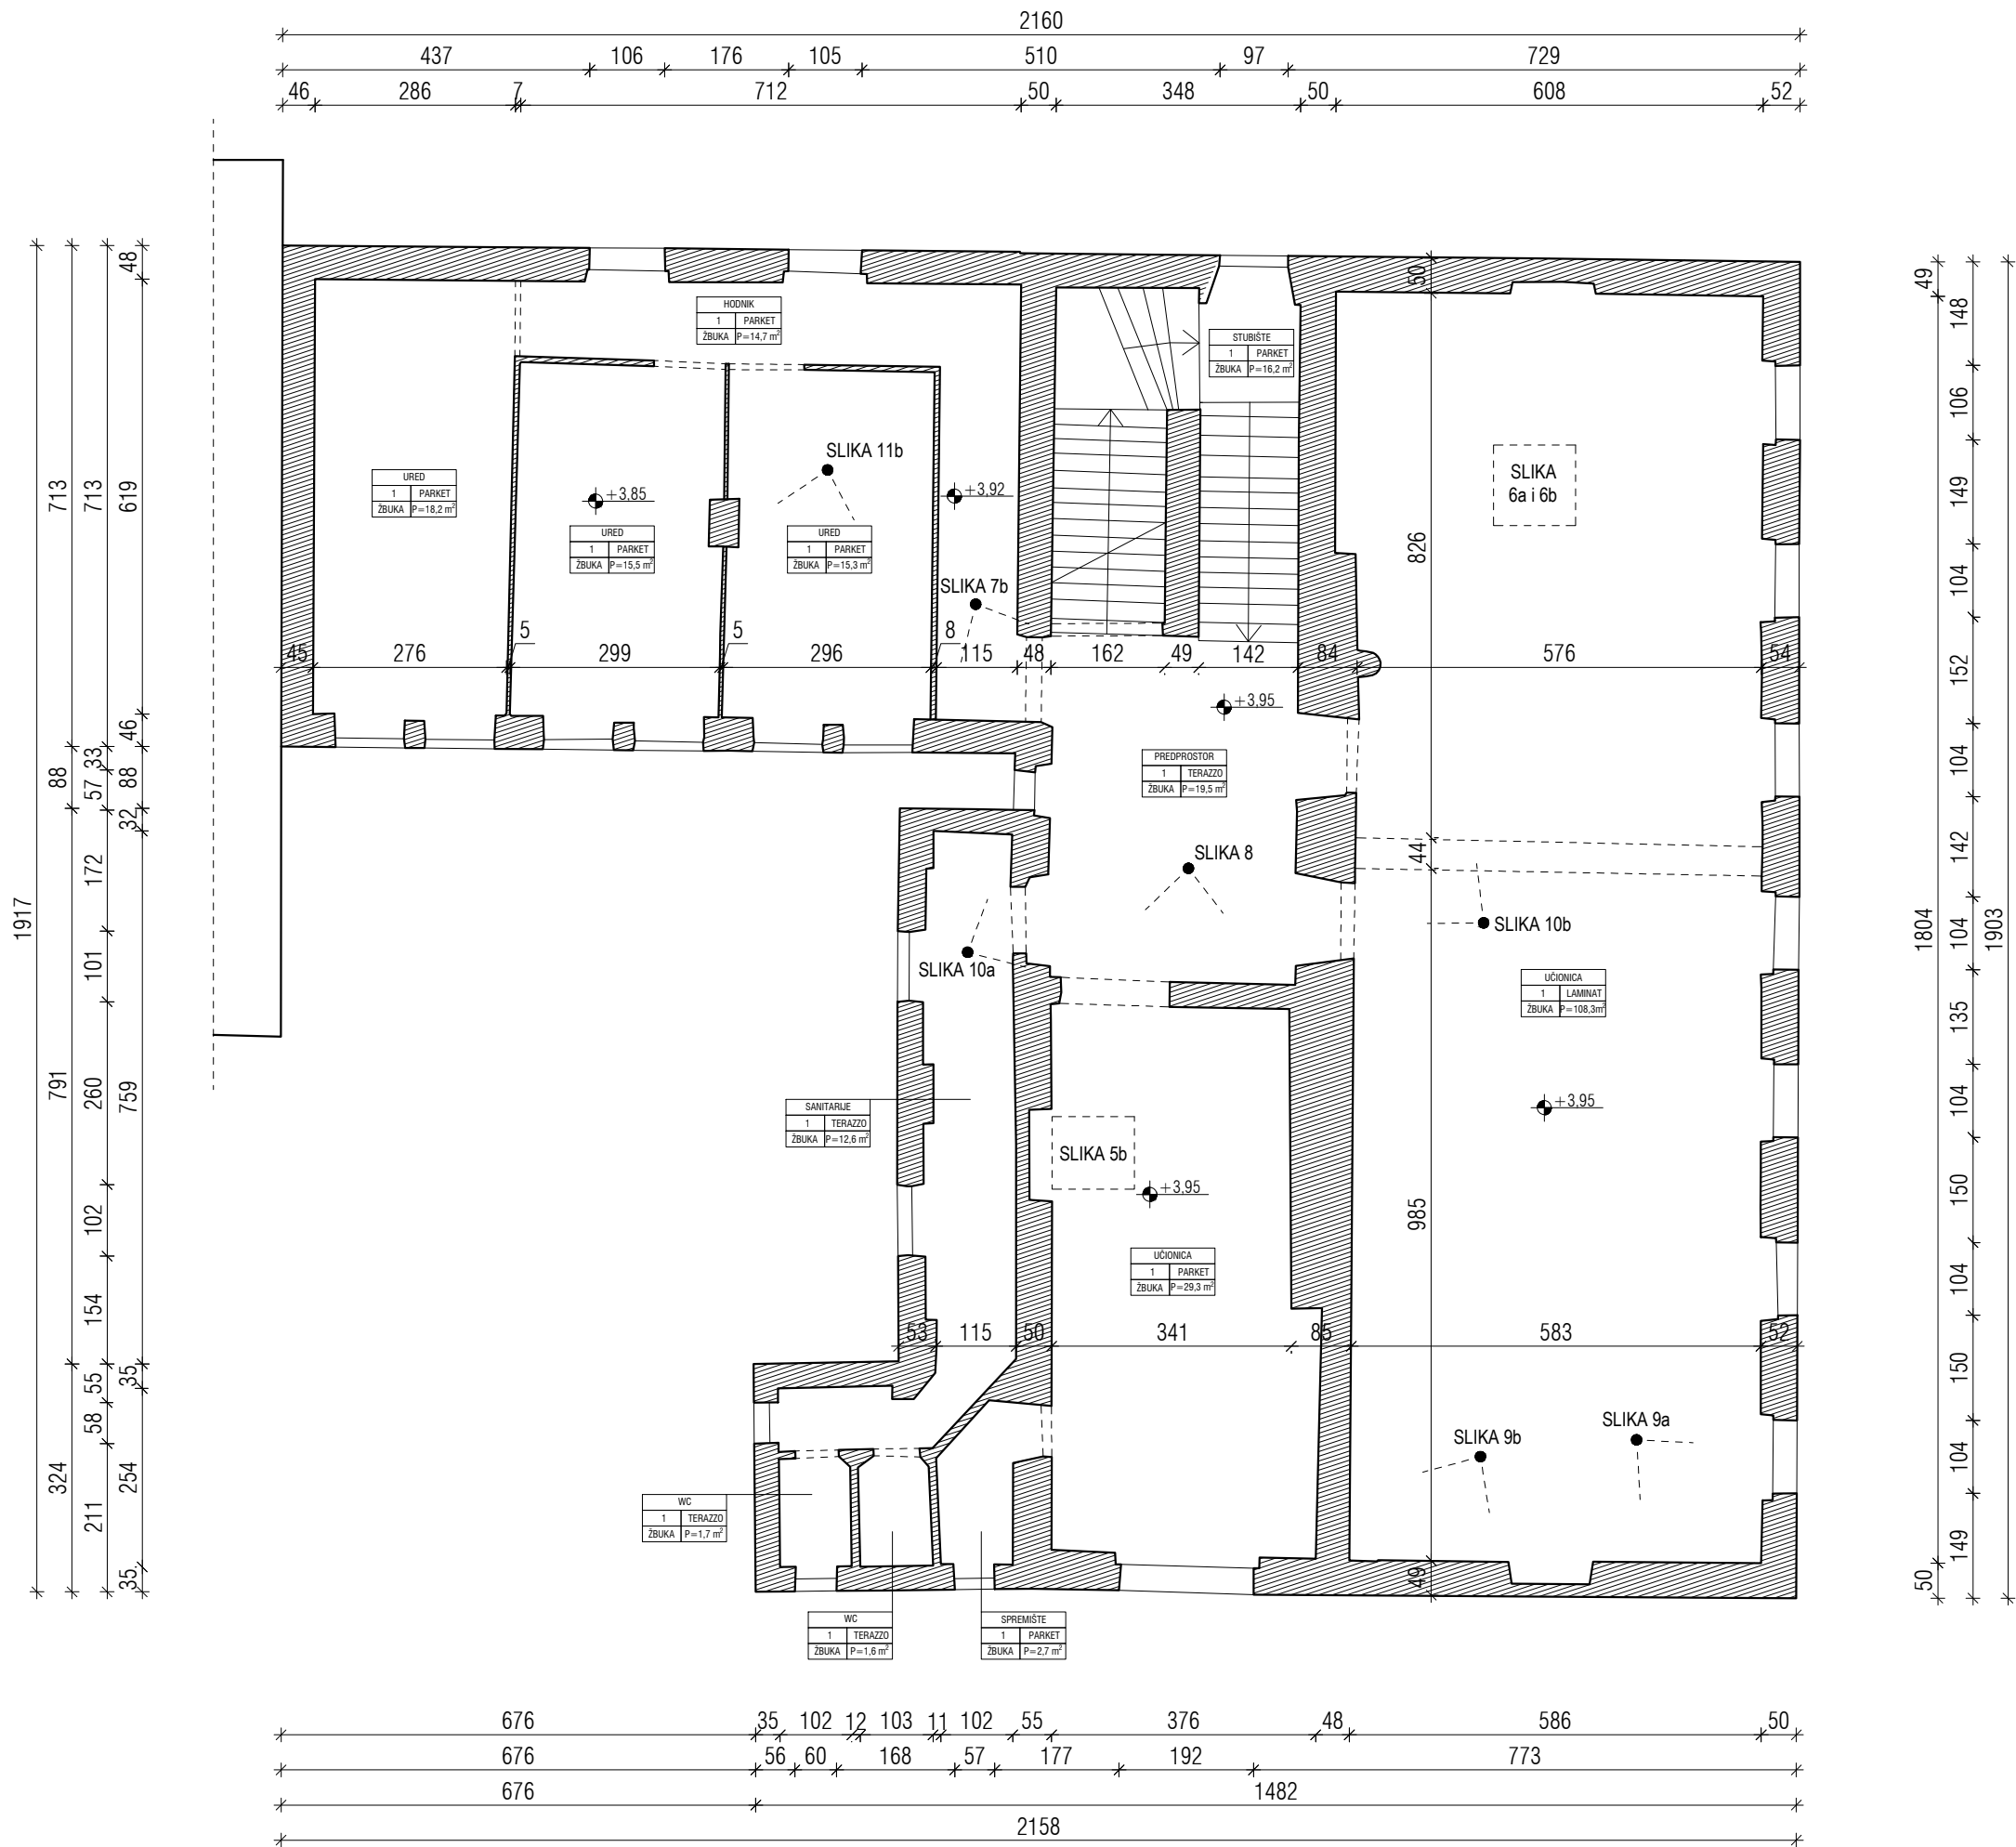 2160
437 106 176 105 510 97 729
46 286 7 712 50 348 50 608 52
HODNIK
1 PARKET
ŽBUKA P=14,7 m²
STUBIŠTE
1 PARKET
ŽBUKA P=16,2 m²
URED
1 PARKET
ŽBUKA P=18,2 m²
URED
1 PARKET
ŽBUKA P=15,5 m²
URED
1 PARKET
ŽBUKA P=15,3 m²
+3,85
SLIKA 11b
+3,92
SLIKA 7b
SLIKA
6a i 6b
5
5
8
45 276 299 296 115 48 162 49 142 84 576 54
+3,95
PREDPROSTOR
1 TERAZZO
ŽBUKA P=19,5 m²
SLIKA 8
SLIKA 10a
SLIKA 10b
UČIONICA
1 LAMINAT
ŽBUKA P=108,3m²
+3,95
SANITARIJE
1 TERAZZO
ŽBUKA P=12,6 m²
SLIKA 5b
+3,95
UČIONICA
1 PARKET
ŽBUKA P=29,3 m²
53 115 50 341 85 583 52
SLIKA 9a
SLIKA 9b
WC
1 TERAZZO
ŽBUKA P=1,7 m²
WC
1 TERAZZO
ŽBUKA P=1,6 m²
SPREMIŠTE
1 PARKET
ŽBUKA P=2,7 m²
50 826 44 985 49
1917
713 88 791 324
713 33 57 172 101 260 102 154 55 58 211
48 619 46 88 32 759 35 254 35
49 1804 50
148 106 149 104 152 104 142 104 135 104 150 104 150 104 149
1903
676 35 102 12 103 11 102 55 376 48 586 50
676 56 60 168 57 177 192 773
676 1482
2158